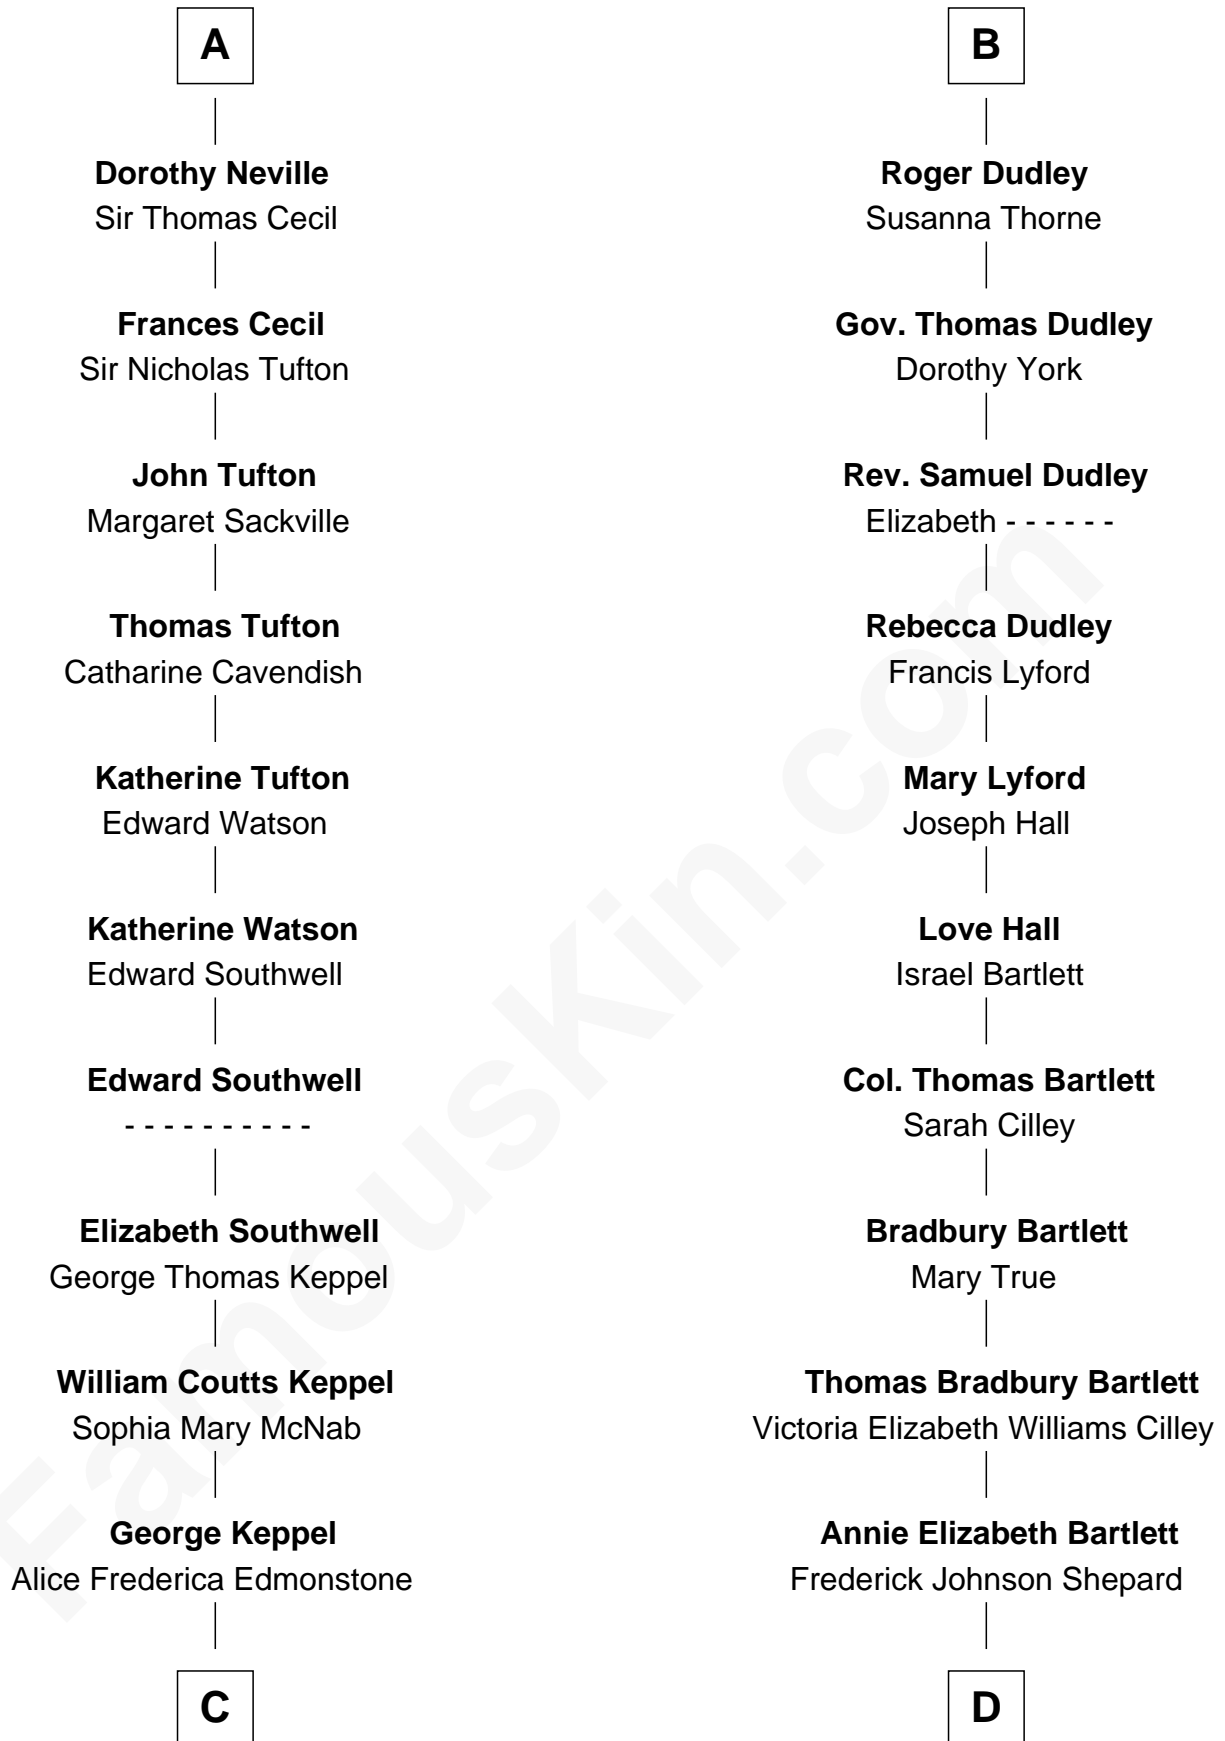 A
Dorothy Neville
Sir Thomas Cecil
Frances Cecil
Sir Nicholas Tufton
John Tufton
Margaret Sackville
Thomas Tufton
Catharine Cavendish
Katherine Tufton
Edward Watson
Katherine Watson
Edward Southwell
Edward Southwell
- - - - - - - - - -
Elizabeth Southwell
George Thomas Keppel
William Coutts Keppel
Sophia Mary McNab
George Keppel
Alice Frederica Edmonstone
C
B
Roger Dudley
Susanna Thorne
Gov. Thomas Dudley
Dorothy York
Rev. Samuel Dudley
Elizabeth - - - - - -
Rebecca Dudley
Francis Lyford
Mary Lyford
Joseph Hall
Love Hall
Israel Bartlett
Col. Thomas Bartlett
Sarah Cilley
Bradbury Bartlett
Mary True
Thomas Bradbury Bartlett
Victoria Elizabeth Williams Cilley
Annie Elizabeth Bartlett
Frederick Johnson Shepard
D
FamousKin.com